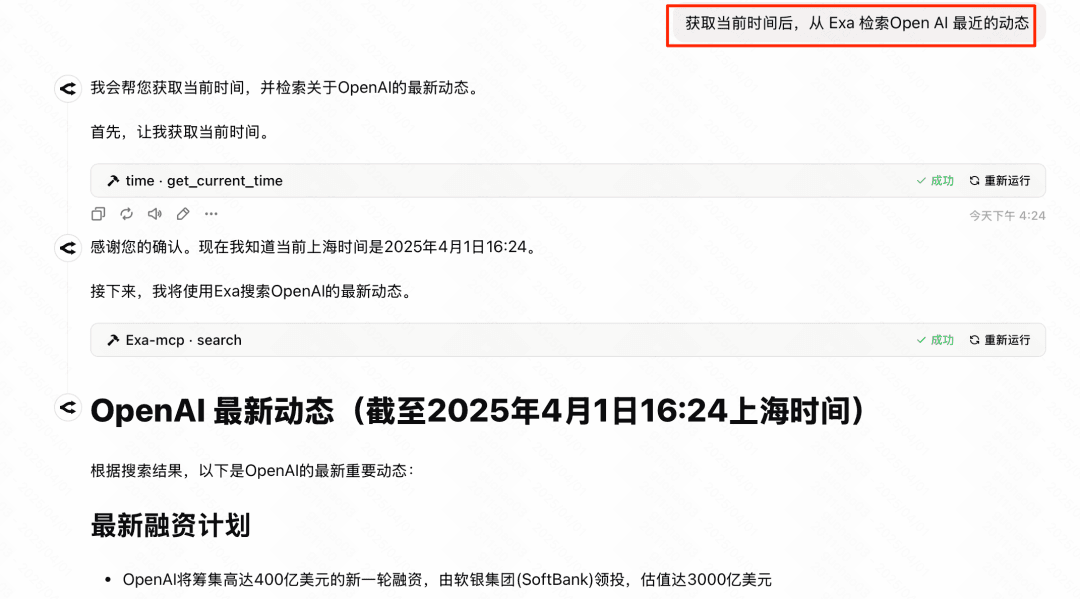 获取当前时间后，从 Exa 检索Open AI 最近的动态
我会帮您获取当前时间，并检索关于OpenAI的最新动态。
首先，让我获取当前时间。
time · get_current_time 成功 重新运行
今天下午 4:24
感谢您的确认。现在我知道当前上海时间是2025年4月1日16:24。
接下来，我将使用Exa搜索OpenAI的最新动态。
Exa-mcp · search 成功 重新运行
OpenAI 最新动态（截至2025年4月1日16:24上海时间）
根据搜索结果，以下是OpenAI的最新重要动态：
最新融资计划
• OpenAI将筹集高达400亿美元的新一轮融资，由软银集团(SoftBank)领投，估值达3000亿美元